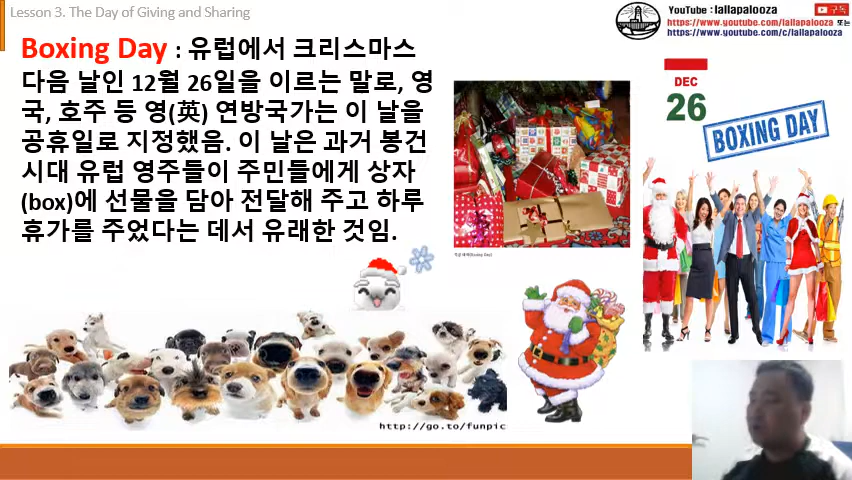 Lesson 3. The Day of Giving and Sharing
YouTube : lallapalooza
구독
https://www.youtube.com/lallapalooza 또는
https://www.youtube.com/c/lallapalooza
Boxing Day : 유럽에서 크리스마스
다음 날인 12월 26일을 이르는 말로, 영
국, 호주 등 영(英) 연방국가는 이 날을
공휴일로 지정했음. 이 날은 과거 봉건
시대 유럽 영주들이 주민들에게 상자
(box)에 선물을 담아 전달해 주고 하루
휴가를 주었다는 데서 유래한 것임.
DEC
26
BOXING DAY
(Boxing Day)
http://go.to/funpic